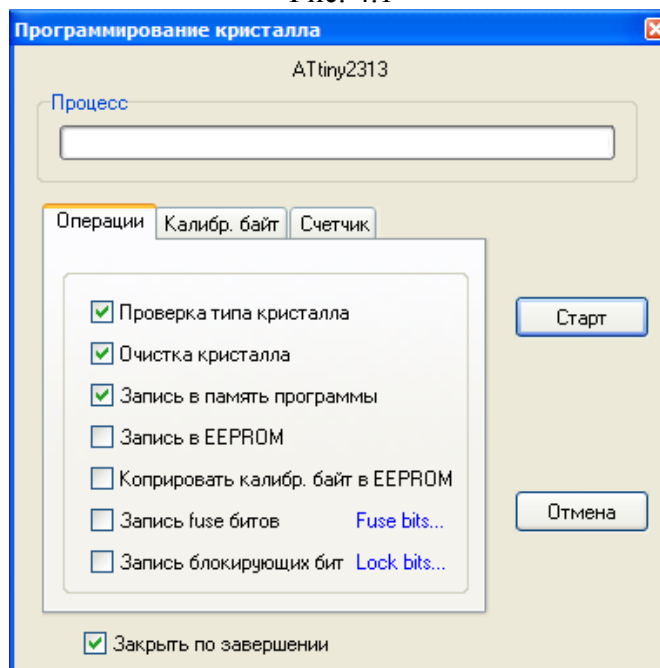 Программирование кристалла
ATtiny2313
Процесс
Операции Калибр. байт Счетчик
Проверка типа кристалла
Очистка кристалла
Запись в память программы
Запись в EEPROM
Коприровать калибр. байт в EEPROM
Запись fuse битов Fuse bits...
Запись блокирующих бит Lock bits...
Старт
Отмена
Закрыть по завершении